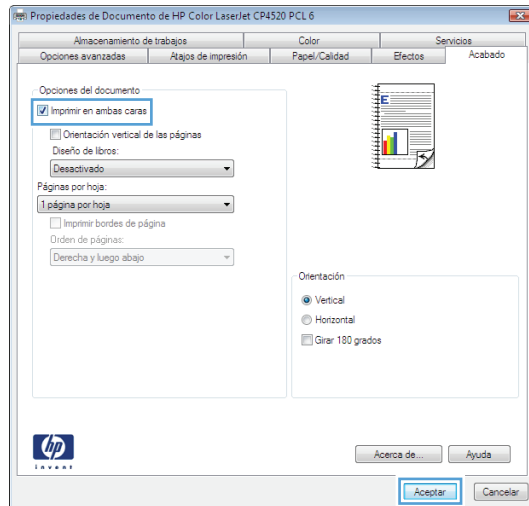 Propiedades de Documento de HP Color LaserJet CP4520 PCL 6
Almacenamiento de trabajos
Color
Servicios
Opciones avanzadas
Atajos de impresión
Papel/Calidad
Efectos
Acabado
Opciones del documento
Imprimir en ambas caras
Orientación vertical de las páginas
Diseño de libros:
Desactivado
Páginas por hoja:
1 página por hoja
Imprimir bordes de página
Orden de páginas:
Derecha y luego abajo
E
Orientación
Vertical
Horizontal
Girar 180 grados
hp
invent
Acerca de...
Ayuda
Aceptar
Cancelar